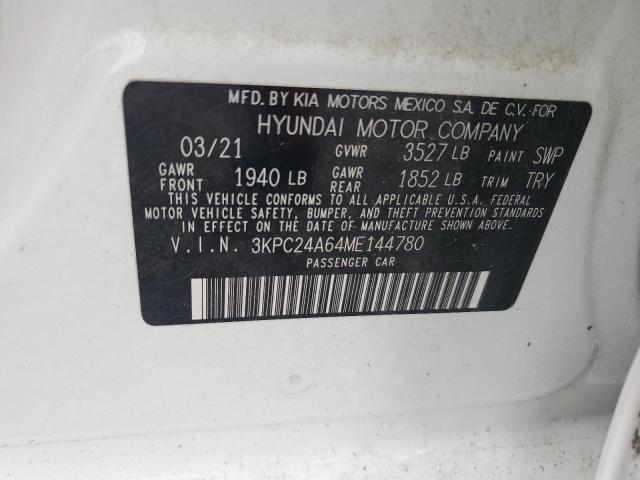 MFD. BY KIA MOTORS MEXICO S.A. DE C.V. FOR
HYUNDAI MOTOR COMPANY
03/21 GVWR 3527 LB PAINT SWP
GAWR FRONT 1940 LB GAWR REAR 1852 LB TRIM TRY
THIS VEHICLE CONFORMS TO ALL APPLICABLE U.S.A. FEDERAL
MOTOR VEHICLE SAFETY, BUMPER, AND THEFT PREVENTION STANDARDS
IN EFFECT ON THE DATE OF MANUFACTURE SHOWN ABOVE.
V.I.N. 3KPC24A64ME144780
PASSENGER CAR